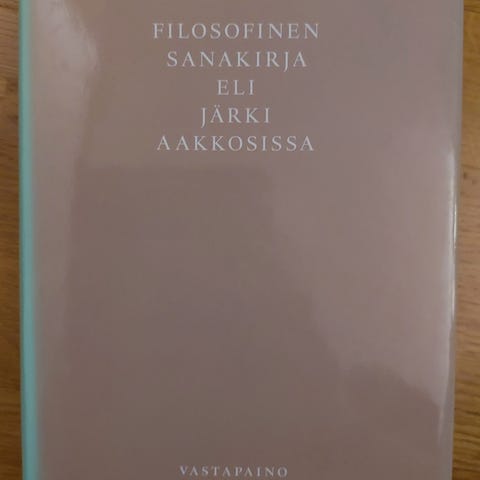 FILOSOFINEN
SANAKIRJA
ELI
JÄRKI
AAKKOSISSA
VASTAPAINO